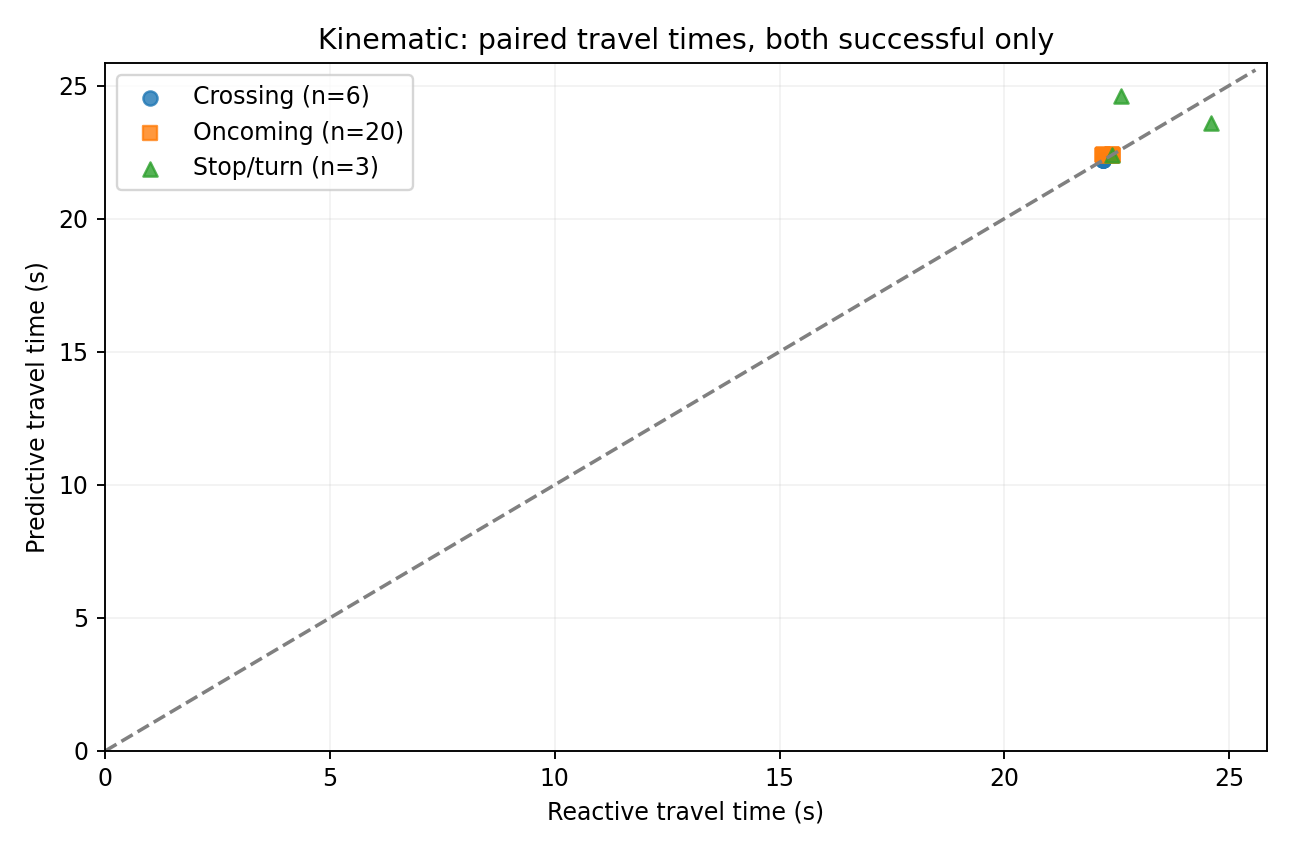 Kinematic: paired travel times, both successful only
Crossing (n=6)
Oncoming (n=20)
Stop/turn (n=3)
25
20
15
10
5
0
Predictive travel time (s)
0 5 10 15 20 25
Reactive travel time (s)